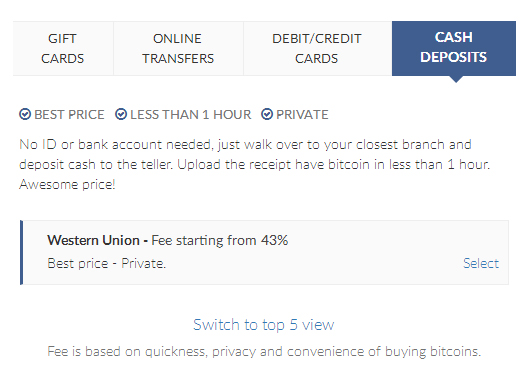 GIFT CARDS
ONLINE TRANSFERS
DEBIT/CREDIT CARDS
CASH DEPOSITS
BEST PRICE LESS THAN 1 HOUR PRIVATE
No ID or bank account needed, just walk over to your closest branch and
deposit cash to the teller. Upload the receipt have bitcoin in less than 1 hour.
Awesome price!
Western Union - Fee starting from 43%
Best price - Private. Select
Switch to top 5 view
Fee is based on quickness, privacy and convenience of buying bitcoins.